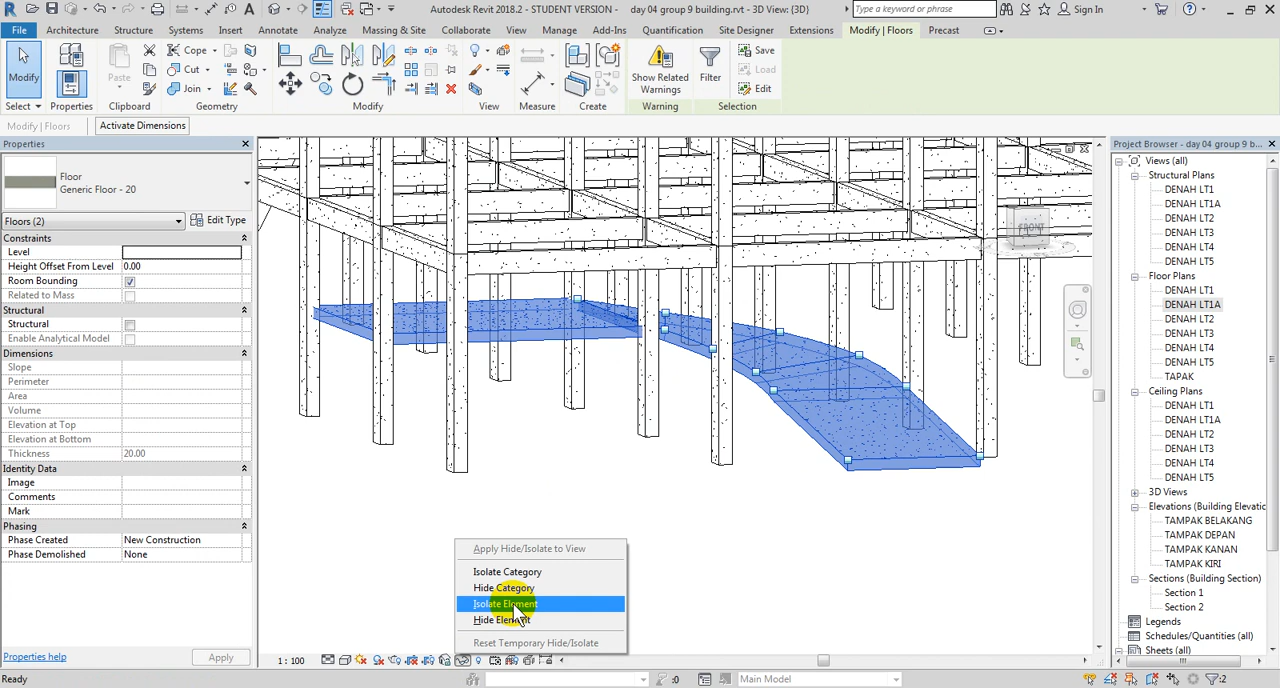 Autodesk Revit 2018.2 - STUDENT VERSION - day 04 group 9 building.rvt - 3D View: {3D}
Type a keyword or phrase
Sign In
File Architecture Structure Systems Insert Annotate Analyze Massing & Site Collaborate View Manage Add-Ins Quantification Site Designer Extensions Modify | Floors Precast
Modify
Paste
Cope
Cut
Join
Show Related Warnings
Filter
Save
Load
Edit
Select Properties Clipboard Geometry Modify View Measure Create Warning Selection
Modify | Floors
Activate Dimensions
Properties
Floor
Generic Floor - 20
Floors (2)
Edit Type
Constraints
Level
Height Offset From Level 0.00
Room Bounding
Related to Mass
Structural
Structural
Enable Analytical Model
Dimensions
Slope
Perimeter
Area
Volume
Elevation at Top
Elevation at Bottom
Thickness 20.00
Identity Data
Image
Comments
Mark
Phasing
Phase Created New Construction
Phase Demolished None
Properties help
Apply
FRONT
Apply Hide/Isolate to View
Isolate Category
Hide Category
Isolate Element
Hide Element
Reset Temporary Hide/Isolate
1 : 100
Project Browser - day 04 group 9 b...
Views (all)
Structural Plans
DENAH LT1
DENAH LT1A
DENAH LT2
DENAH LT3
DENAH LT4
DENAH LT5
Floor Plans
DENAH LT1
DENAH LT1A
DENAH LT2
DENAH LT3
DENAH LT4
DENAH LT5
TAPAK
Ceiling Plans
DENAH LT1
DENAH LT1A
DENAH LT2
DENAH LT3
DENAH LT4
DENAH LT5
3D Views
Elevations (Building Elevatic
TAMPAK BELAKANG
TAMPAK DEPAN
TAMPAK KANAN
TAMPAK KIRI
Sections (Building Section)
Section 1
Section 2
Legends
Schedules/Quantities (all)
Sheets (all)
Ready
:0
Main Model
:2